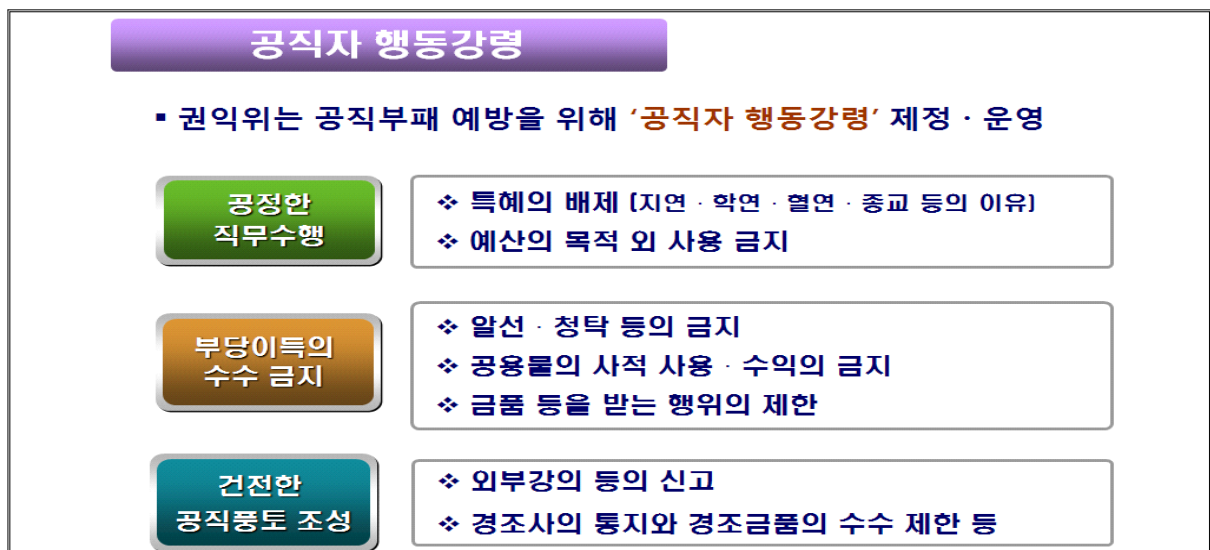 공직자 행동강령
▪ 권익위는 공직부패 예방을 위해 ‘공직자 행동강령’ 제정 · 운영
공정한
직무수행
❖ 특혜의 배제 (지연 · 학연 · 혈연 · 종교 등의 이유)
❖ 예산의 목적 외 사용 금지
부당이득의
수수 금지
❖ 알선 · 청탁 등의 금지
❖ 공용물의 사적 사용 · 수익의 금지
❖ 금품 등을 받는 행위의 제한
건전한
공직풍토 조성
❖ 외부강의 등의 신고
❖ 경조사의 통지와 경조금품의 수수 제한 등